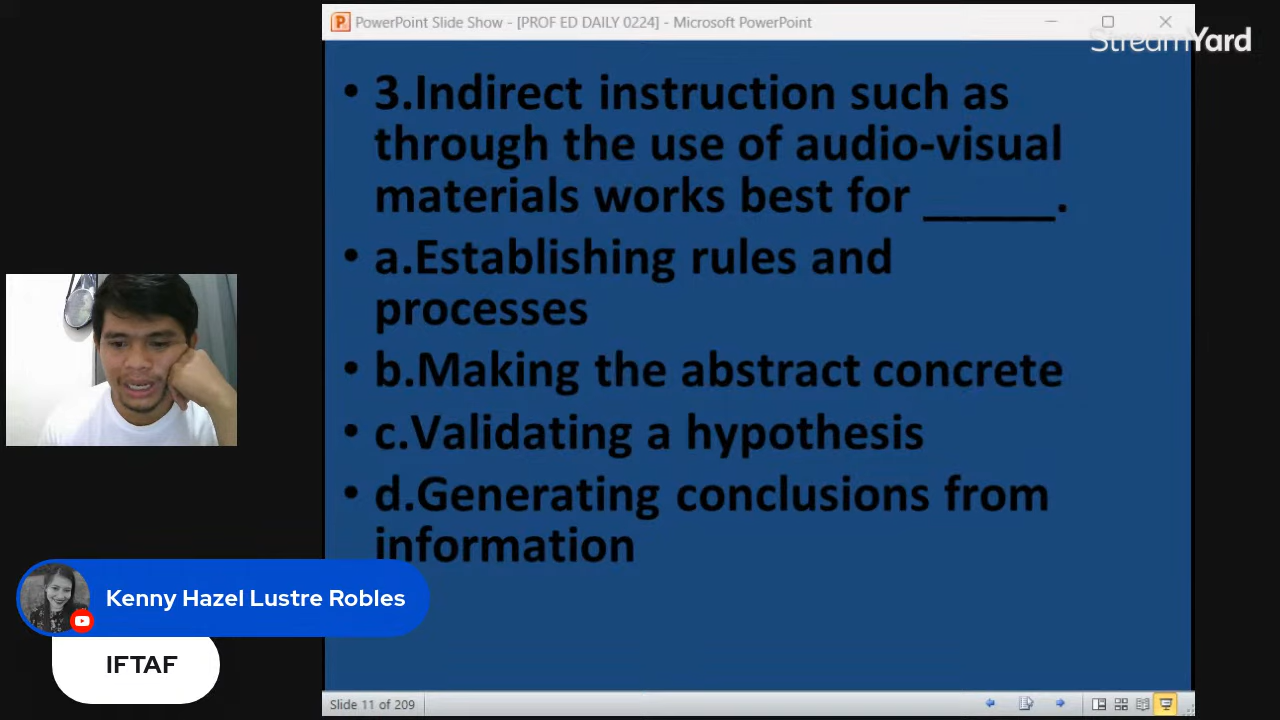 PowerPoint Slide Show - [PROF ED DAILY 0224] - Microsoft PowerPoint
StreamYard
• 3.Indirect instruction such as
through the use of audio-visual
materials works best for _____.
• a.Establishing rules and
processes
• b.Making the abstract concrete
• c.Validating a hypothesis
• d.Generating conclusions from
information
Kenny Hazel Lustre Robles
IFTAF
Slide 11 of 209